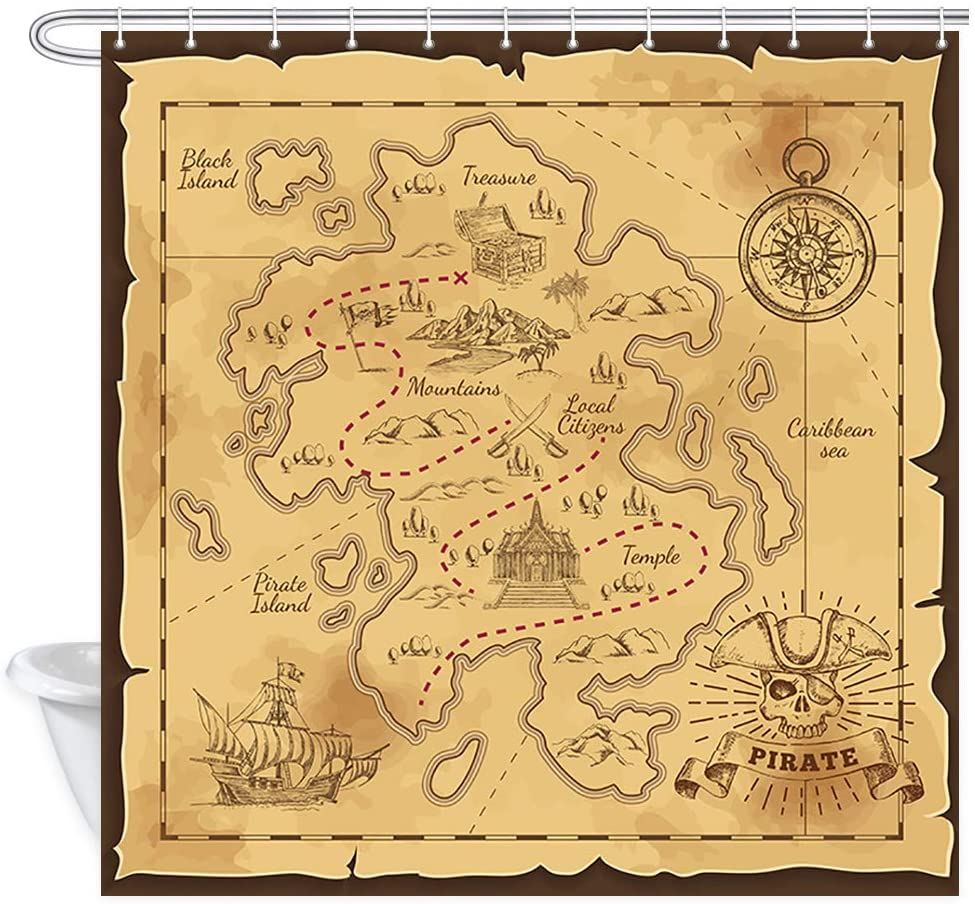 Black
Island
Treasure
N
W
E
Mountains
Local
Citizens
Caribbean
sea
Temple
Pirate
Island
PIRATE